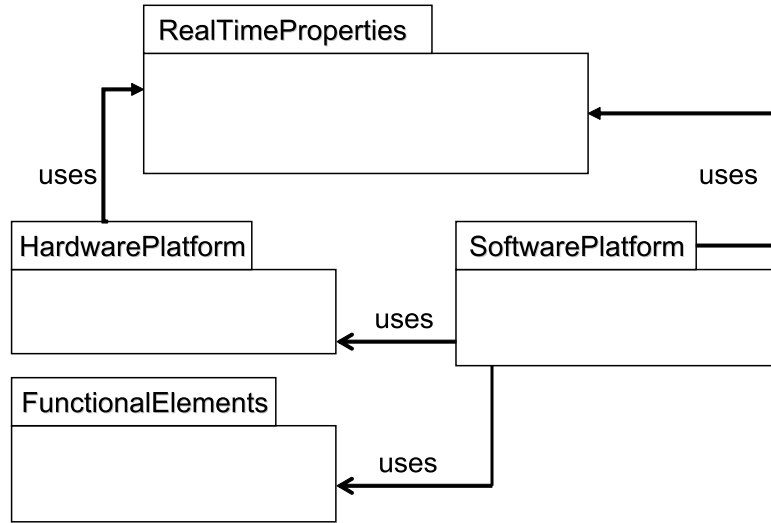 RealTimeProperties
uses
uses
HardwarePlatform
SoftwarePlatform
uses
FunctionalElements
uses